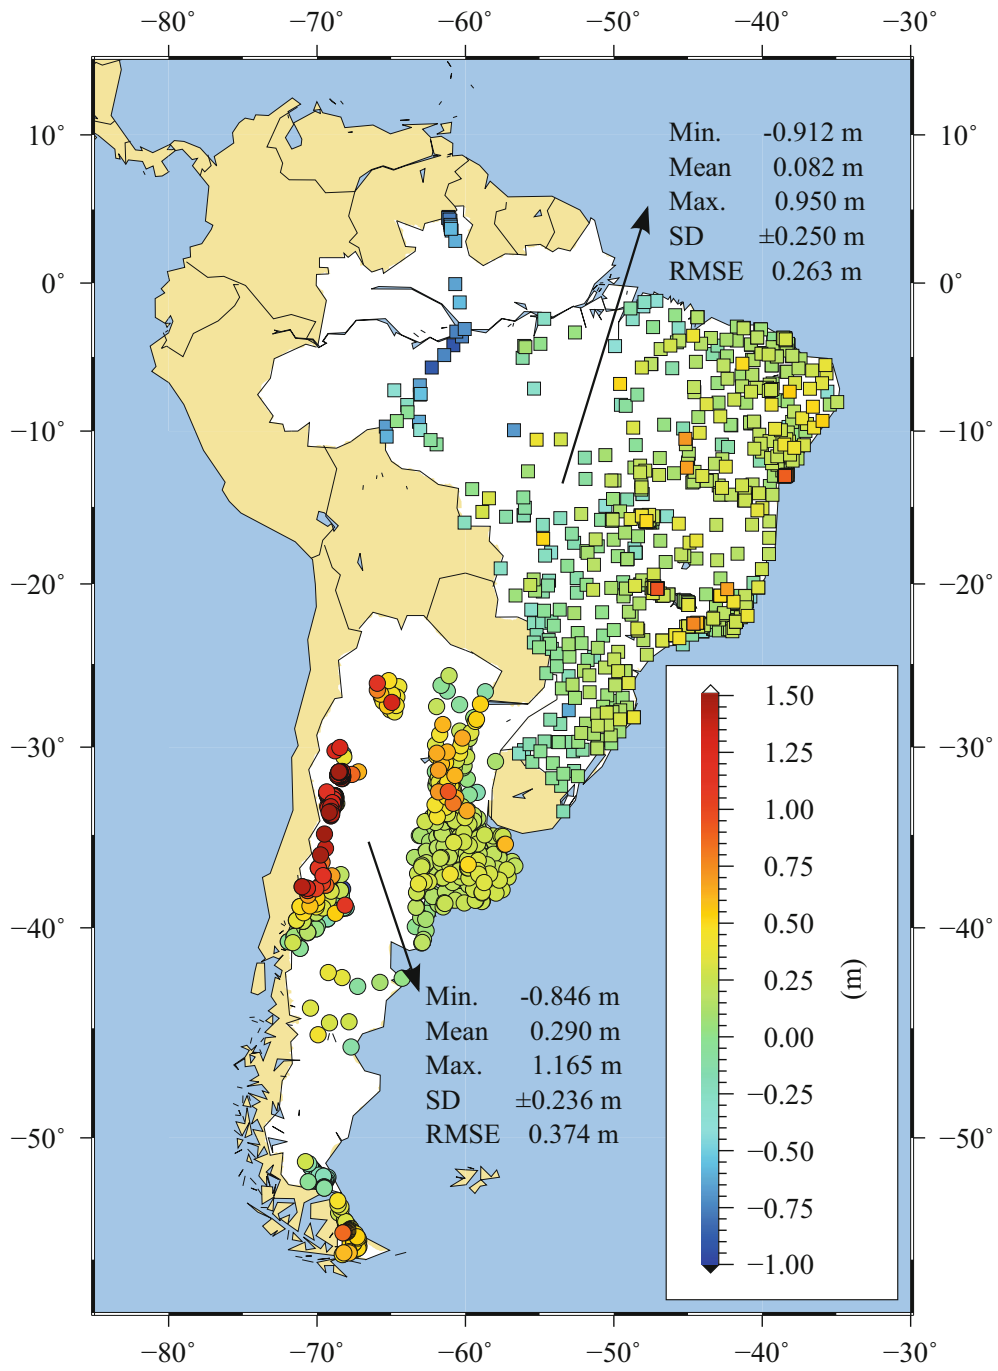 −80˚ −70˚ −60˚ −50˚ −40˚ −30˚
10˚ 10˚
0˚ 0˚
−10˚ −10˚
−20˚ −20˚
−30˚ −30˚
−40˚ −40˚
−50˚ −50˚
Min. -0.912 m
Mean 0.082 m
Max. 0.950 m
SD ±0.250 m
RMSE 0.263 m
Min. -0.846 m
Mean 0.290 m
Max. 1.165 m
SD ±0.236 m
RMSE 0.374 m
1.50
1.25
1.00
0.75
0.50
0.25
0.00
−0.25
−0.50
−0.75
−1.00
(m)
−80˚ −70˚ −60˚ −50˚ −40˚ −30˚